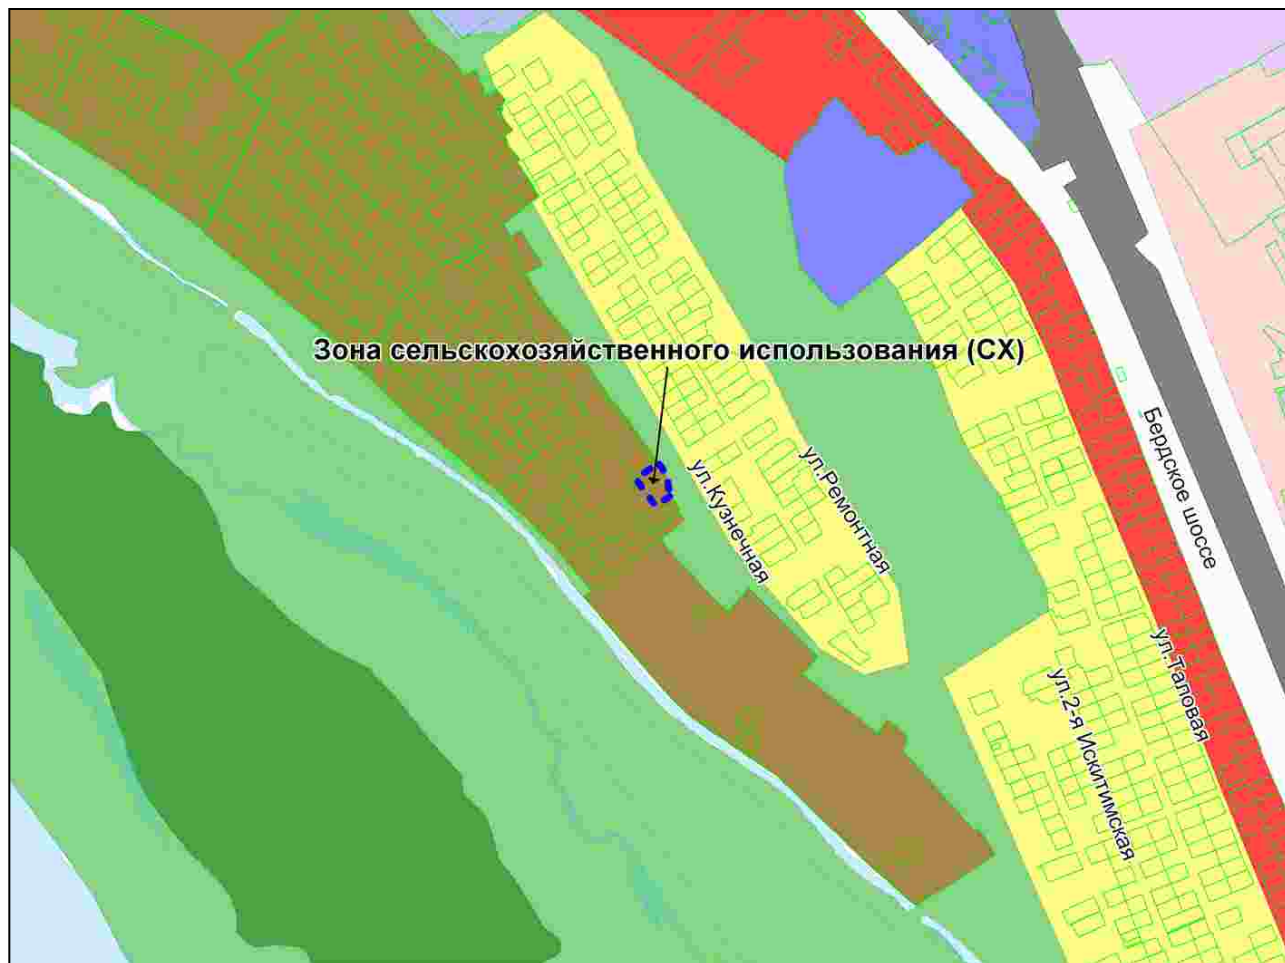 Зона сельскохозяйственного использования (СХ)
ул.Кузнечная
ул.Ремонтная
Бердское шоссе
ул.Таловая
ул.2-я Искитимская